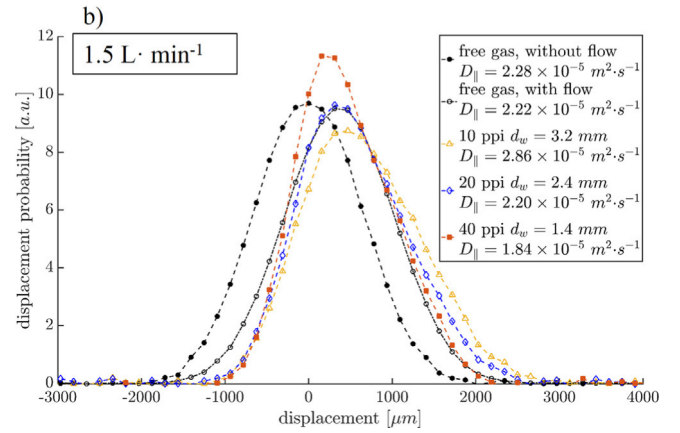 b)
1.5 L· min⁻¹
displacement probability [a.u.]
12
10
8
6
4
2
0
-3000 -2000 -1000 0 1000 2000 3000 4000
displacement [μm]
free gas, without flow
D∥ = 2.28 × 10⁻⁵ m²·s⁻¹
free gas, with flow
D∥ = 2.22 × 10⁻⁵ m²·s⁻¹
10 ppi d_w = 3.2 mm
D∥ = 2.86 × 10⁻⁵ m²·s⁻¹
20 ppi d_w = 2.4 mm
D∥ = 2.20 × 10⁻⁵ m²·s⁻¹
40 ppi d_w = 1.4 mm
D∥ = 1.84 × 10⁻⁵ m²·s⁻¹